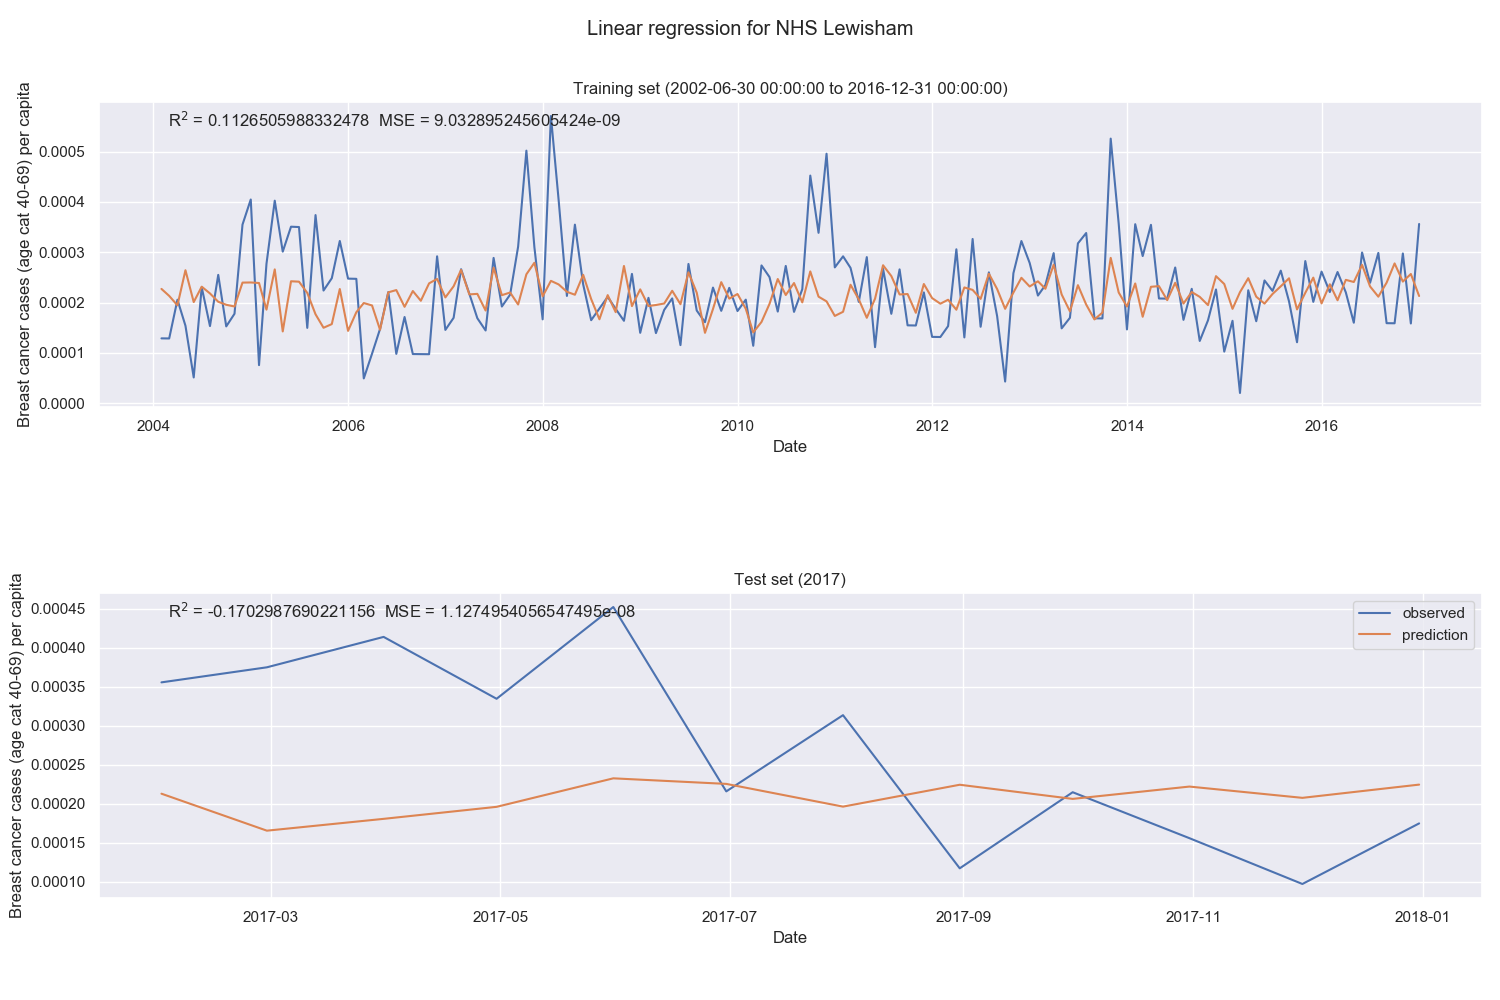 Linear regression for NHS Lewisham
Training set (2002-06-30 00:00:00 to 2016-12-31 00:00:00)
R² = 0.1126505988332478 MSE = 9.032895245605424e-09
Breast cancer cases (age cat 40-69) per capita
0.0005
0.0004
0.0003
0.0002
0.0001
0.0000
2004
2006
2008
2010
2012
2014
2016
Date
Test set (2017)
R² = -0.1702987690221156 MSE = 1.1274954056547495e-08
observed
prediction
Breast cancer cases (age cat 40-69) per capita
0.00045
0.00040
0.00035
0.00030
0.00025
0.00020
0.00015
0.00010
2017-03
2017-05
2017-07
2017-09
2017-11
2018-01
Date